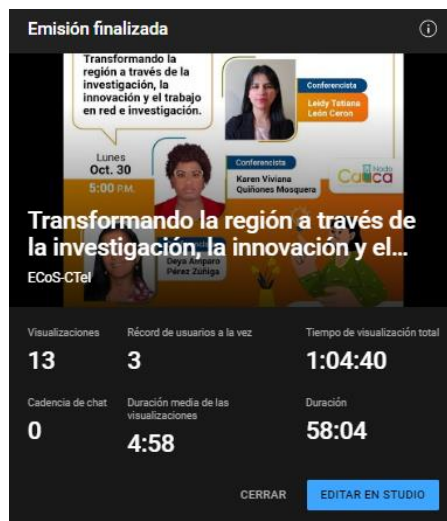 Emisión finalizada
Transformando la
región a través de la
investigación, la
innovación y el trabajo
en red e investigación.
Conferencista
Leidy Tatiana
León Ceron
Lunes
Oct. 30
5:00 P.M.
Conferencista
Karen Viviana
Quiñones Mosquera
Nodo
Cauca
Transformando la región a través de
la investigación, la innovación y el...
Deya Amparo
Pérez Zúñiga
ECoS-CTeI
Visualizaciones
13
Récord de usuarios a la vez
3
Tiempo de visualización total
1:04:40
Cadencia de chat
0
Duración media de las
visualizaciones
4:58
Duración
58:04
CERRAR
EDITAR EN STUDIO